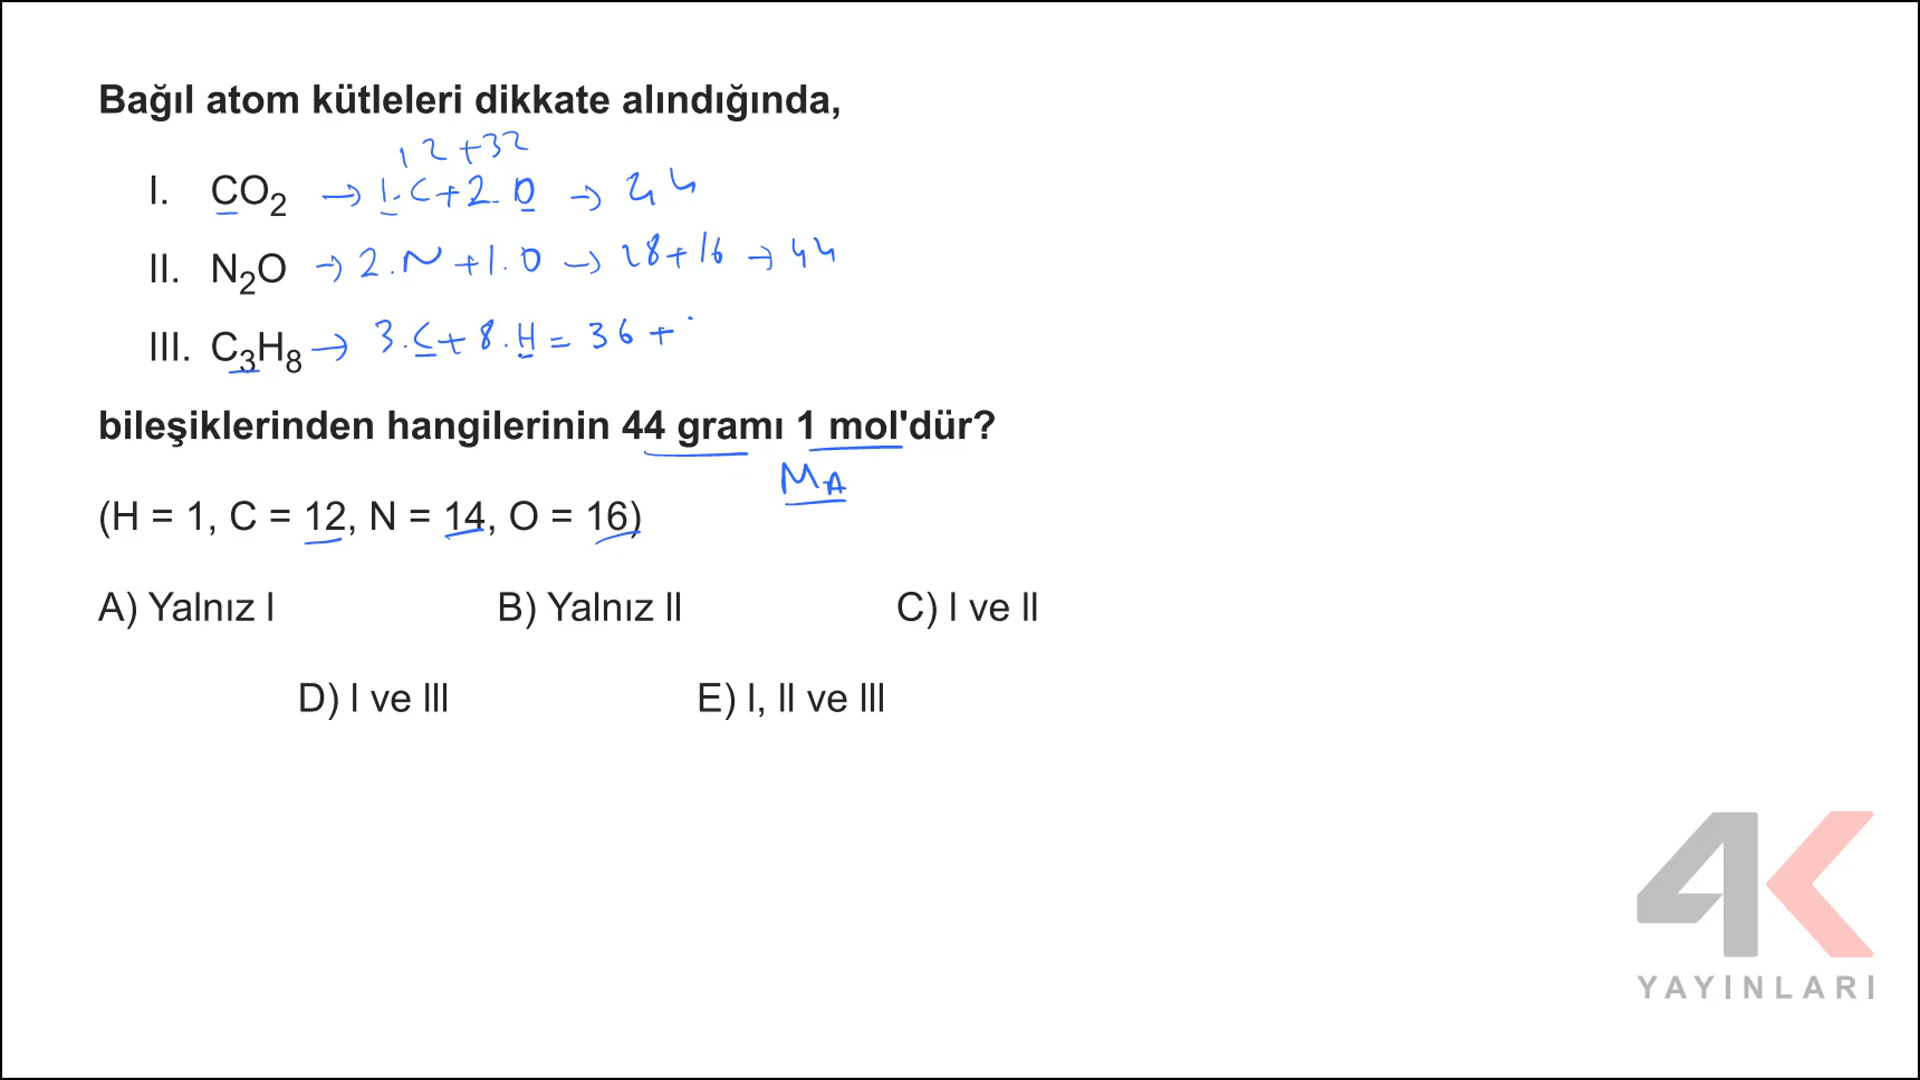 Bağıl atom kütleleri dikkate alındığında,
12+32
I. CO₂ → 1.C+2.O → 44
II. N₂O → 2.N+1.O → 28+16 → 44
III. C₃H₈ → 3.C+8.H = 36+
bileşiklerinden hangilerinin 44 gramı 1 mol'dür?
MA
(H = 1, C = 12, N = 14, O = 16)
A) Yalnız I B) Yalnız II C) I ve II
D) I ve III E) I, II ve III
4K
YAYINLARI